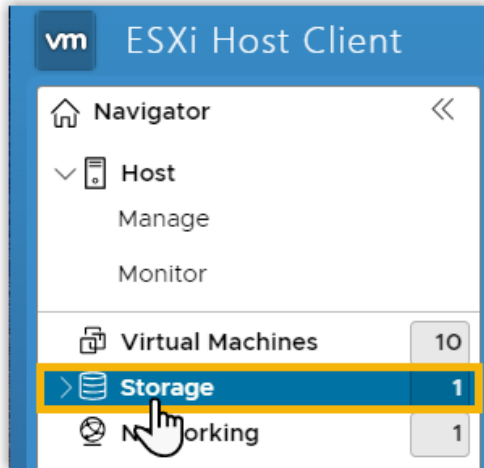 vm ESXi Host Client
Navigator
Host
Manage
Monitor
Virtual Machines 10
Storage 1
1